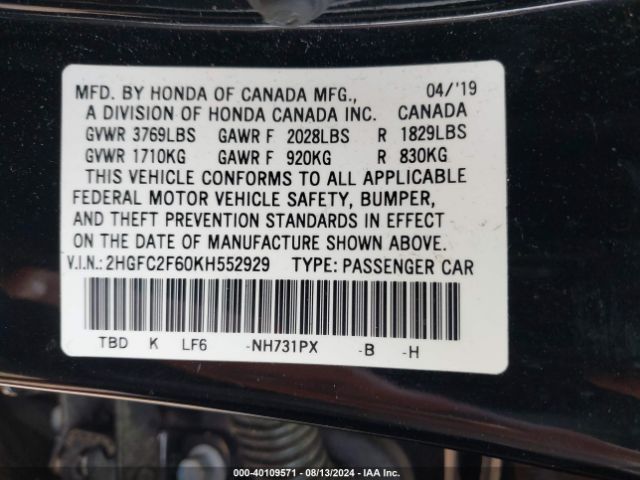 MFD. BY HONDA OF CANADA MFG., 04/'19
A DIVISION OF HONDA CANADA INC. CANADA
GVWR 3769LBS GAWR F 2028LBS R 1829LBS
GVWR 1710KG GAWR F 920KG R 830KG
THIS VEHICLE CONFORMS TO ALL APPLICABLE
FEDERAL MOTOR VEHICLE SAFETY, BUMPER,
AND THEFT PREVENTION STANDARDS IN EFFECT
ON THE DATE OF MANUFACTURE SHOWN ABOVE.
V.I.N.: 2HGFC2F60KH552929 TYPE: PASSENGER CAR
TBD K LF6 -NH731PX -B -H
000-40109571 - 08/13/2024 - IAA Inc.